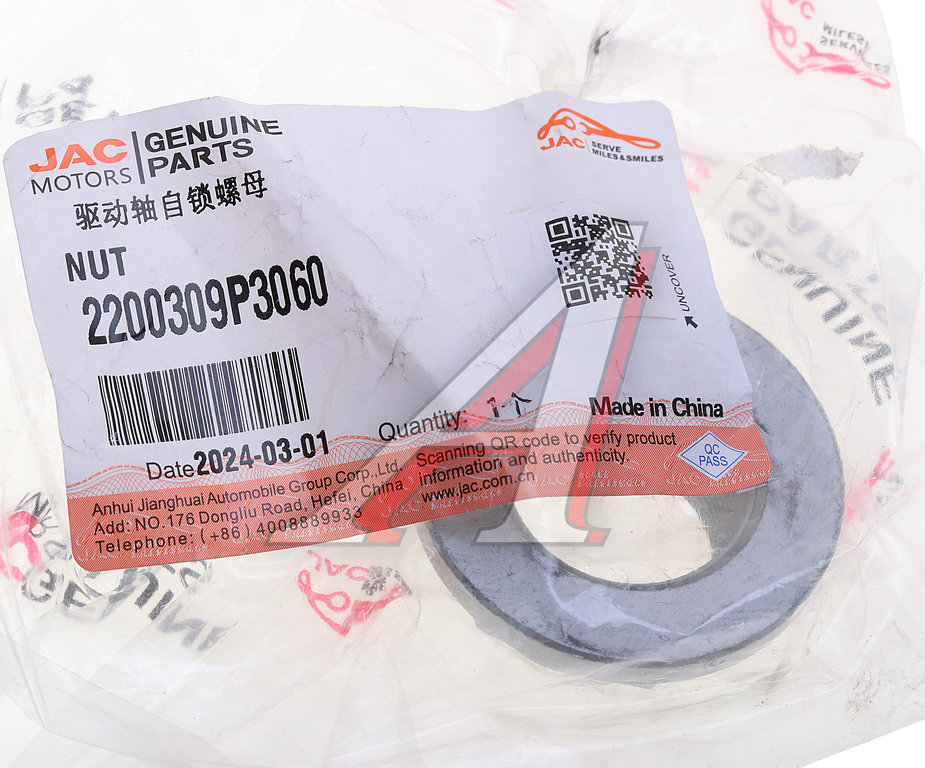 JAC MOTORS
GENUINE PARTS
JAC SERVE MILES&SMILES
驱动轴自锁螺母
NUT
2200309P3060
UNCOVER
Date 2024-03-01
Quantity: 1个
Made in China
Anhui Jianghuai Automobile Group Corp.,Ltd.
Add: NO.176 Dongliu Road, Hefei, China
Telephone: (+86) 4008889933
Scanning QR code to verify product
information and authenticity.
www.jac.com.cn
QC
PASS
GENUINE